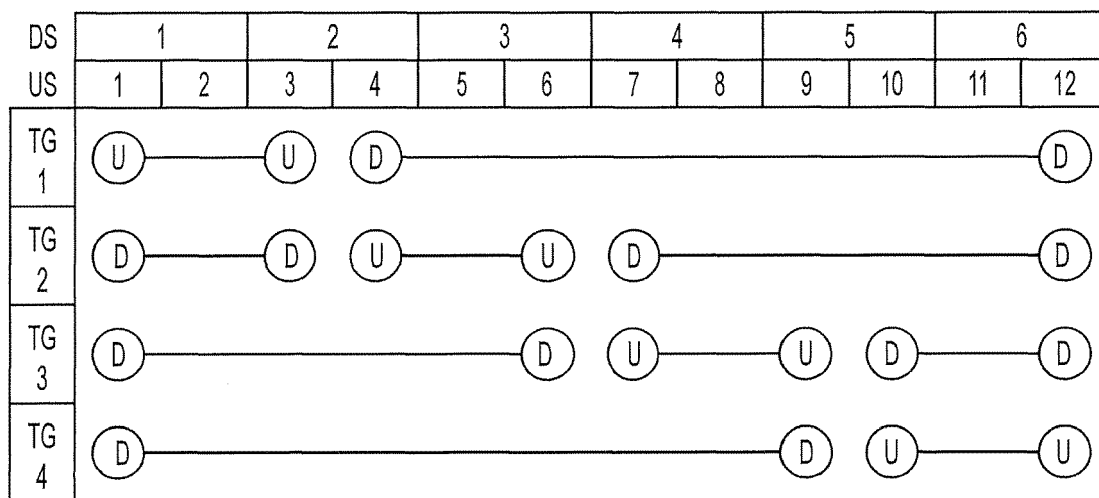 DS 1 2 3 4 5 6
US 1 2 3 4 5 6 7 8 9 10 11 12
TG
1
U U D D
TG
2
D D U U D D
TG
3
D D U U D D
TG
4
D D U U